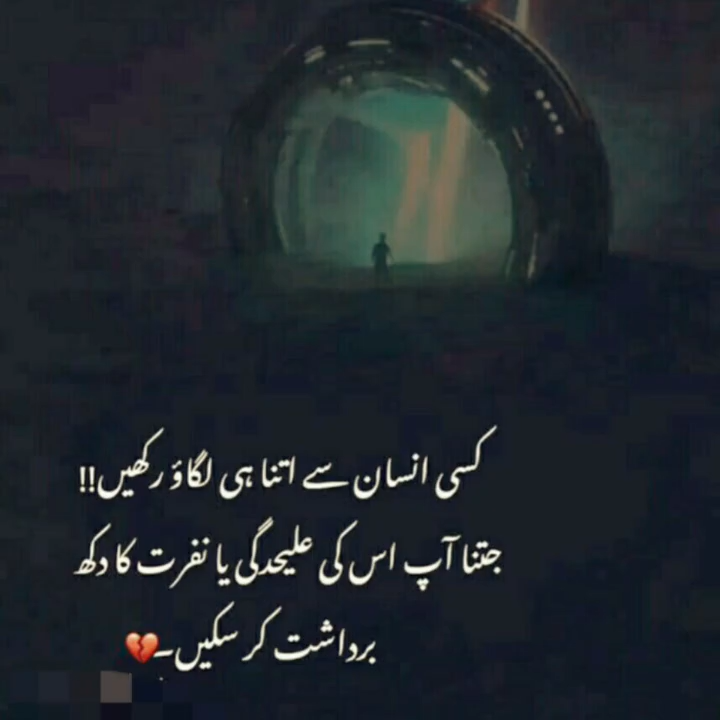 کسی انسان سے اتنا ہی لگاؤ رکھیں!!
جتنا آپ اس کی علیحدگی یا نفرت کا دکھ
برداشت کر سکیں۔💔